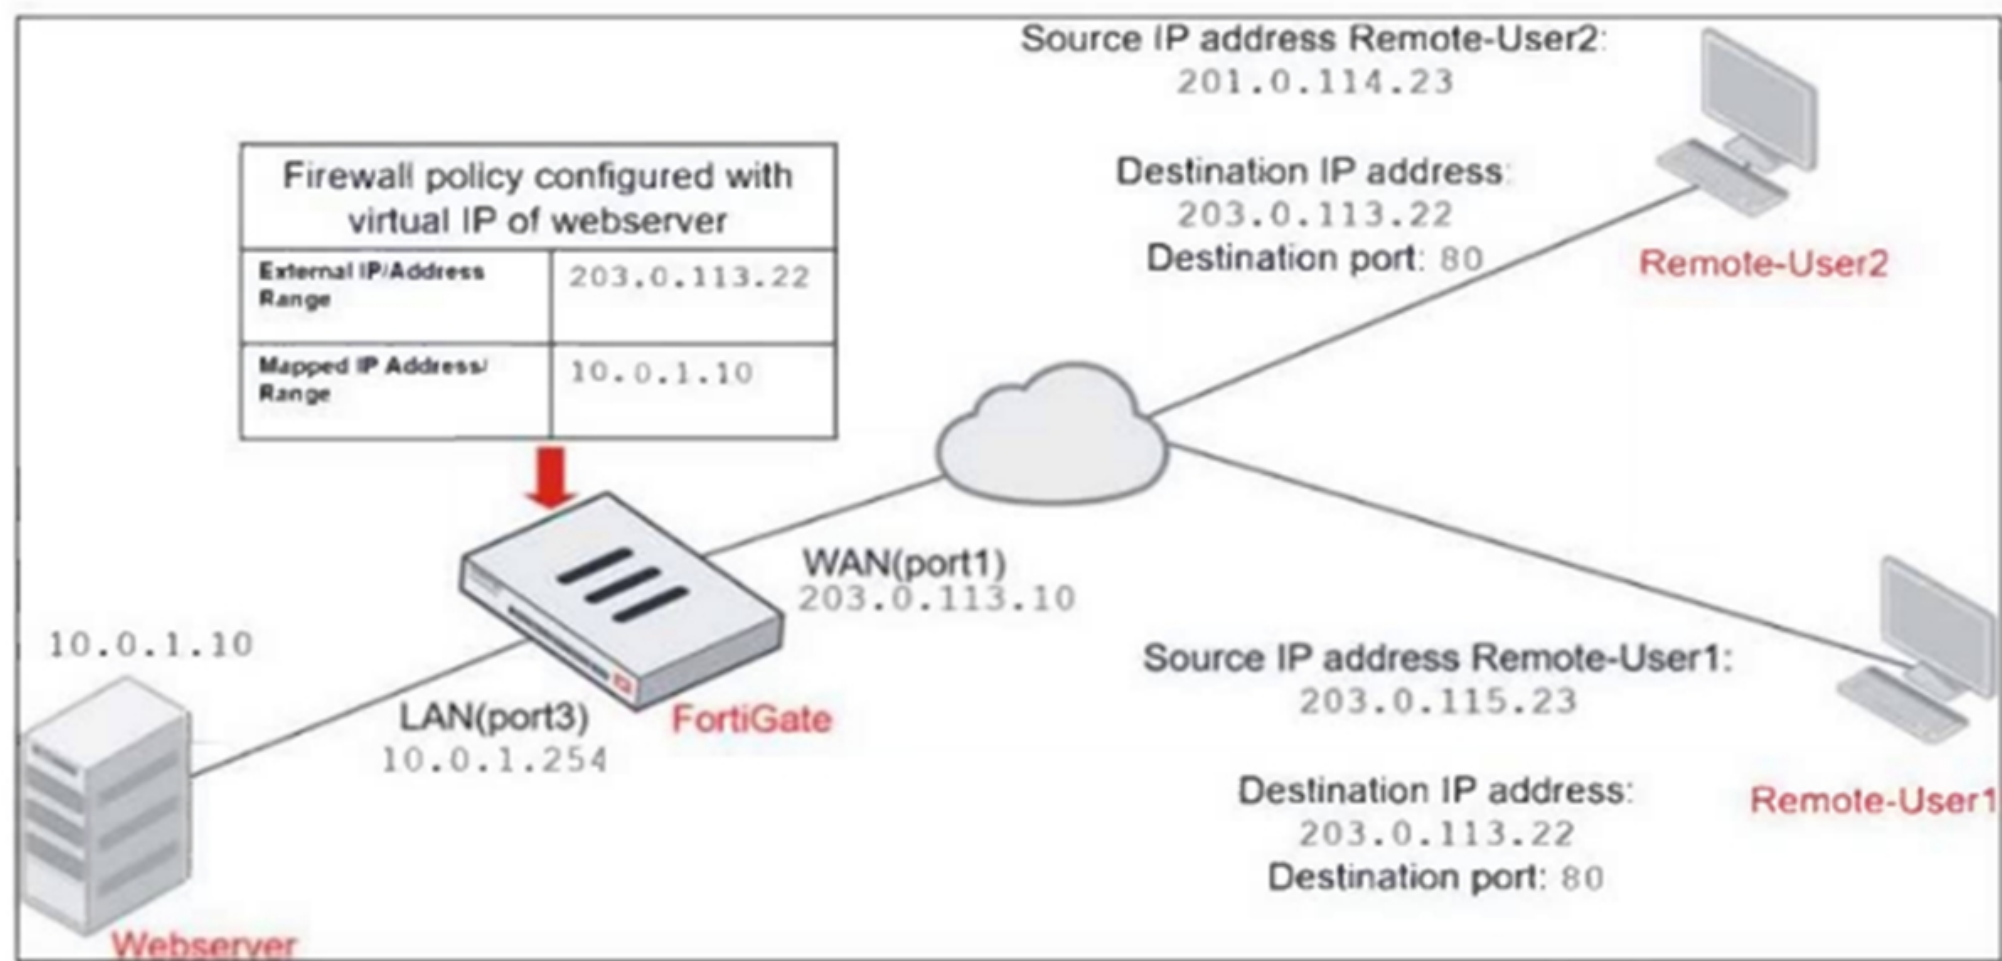 Source IP address Remote-User2:
201.0.114.23
Destination IP address:
203.0.113.22
Destination port: 80
Remote-User2
Firewall policy configured with
virtual IP of webserver
External IP/Address
Range
203.0.113.22
Mapped IP Address/
Range
10.0.1.10
WAN(port1)
203.0.113.10
10.0.1.10
LAN(port3)
10.0.1.254
FortiGate
Webserver
Source IP address Remote-User1:
203.0.115.23
Destination IP address:
203.0.113.22
Destination port: 80
Remote-User1